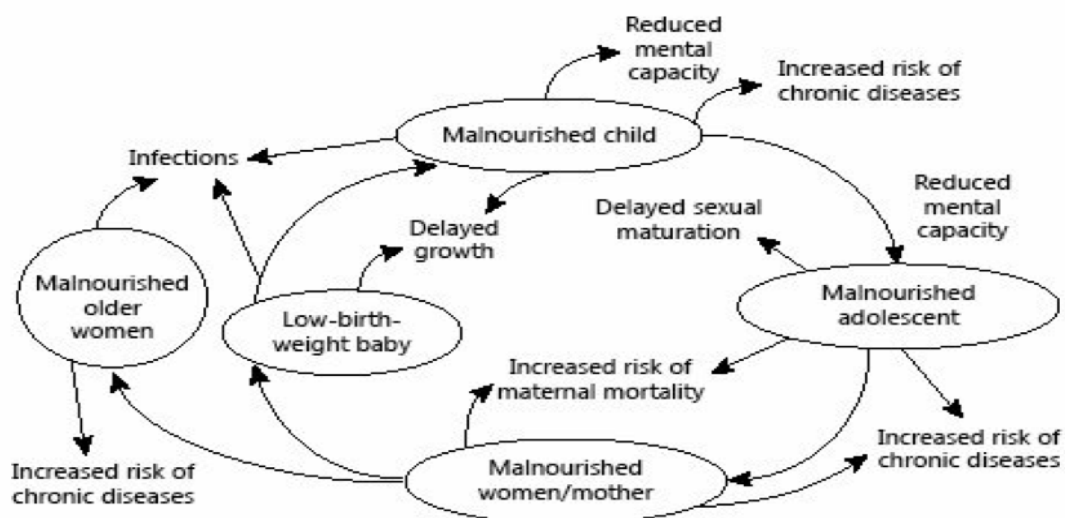 Reduced
mental
capacity
Increased risk of
chronic diseases
Malnourished child
Infections
Reduced
mental
capacity
Delayed sexual
maturation
Delayed
growth
Malnourished
older
women
Low-birth-
weight baby
Malnourished
adolescent
Increased risk of
maternal mortality
Increased risk of
chronic diseases
Malnourished
women/mother
Increased risk of
chronic diseases